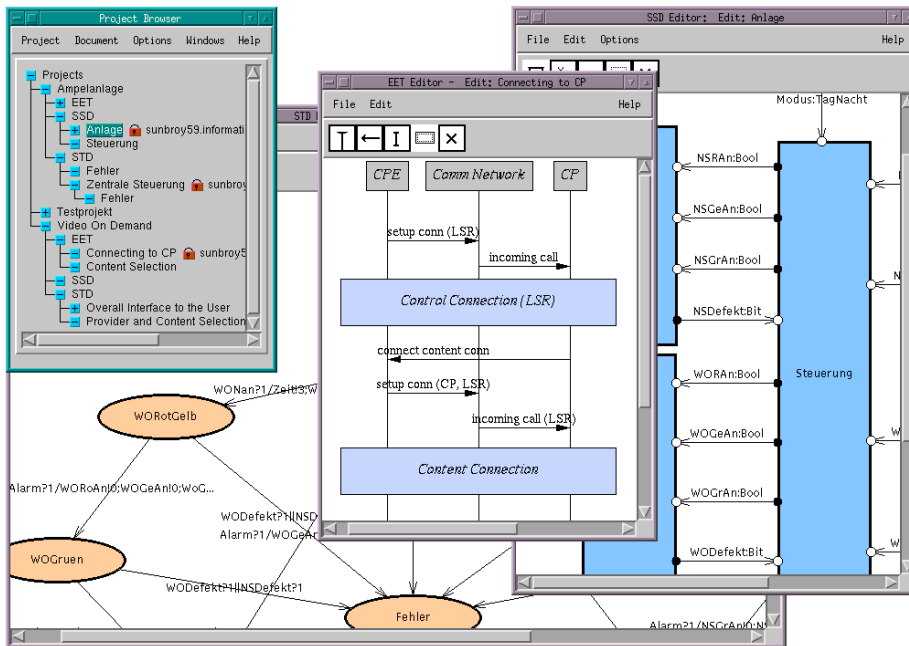 Project Browser
Project Document Options Windows Help
Projects
Ampelanlage
EET
SSD
Anlage sunbroy59.informati
Steuerung
STD
Fehler
Zentrale Steuerung sunbroy
Fehler
Testprojekt
Video On Demand
EET
Connecting to CP sunbroy5
Content Selection
SSD
STD
Overall Interface to the User
Provider and Content Selection
STD
EET Editor - Edit: Connecting to CP
File Edit Help
CPE Comm Network CP
setup conn (LSR)
incoming call
Control Connection (LSR)
connect content conn
setup conn (CP, LSR)
incoming call (LSR)
Content Connection
SSD Editor: Edit: Anlage
File Edit Options Help
Modus:TagNacht
NSRAn:Bool
NSGeAn:Bool
NSGrAn:Bool
NSDefekt:Bit
Steuerung
WORAn:Bool
WOGeAn:Bool
WOGrAn:Bool
WODefekt:Bit
WONan?1/Zeit!3;W
WORotGelb
Alarm?1/WORoAn!0;WOGeAn!0;WoG...
WODefekt?1||NSD
Alarm?1/WOGeAn
WOGruen
WODefekt?1||NSDefekt?1
Fehler
Alarm?1/NSGrAn!0;N